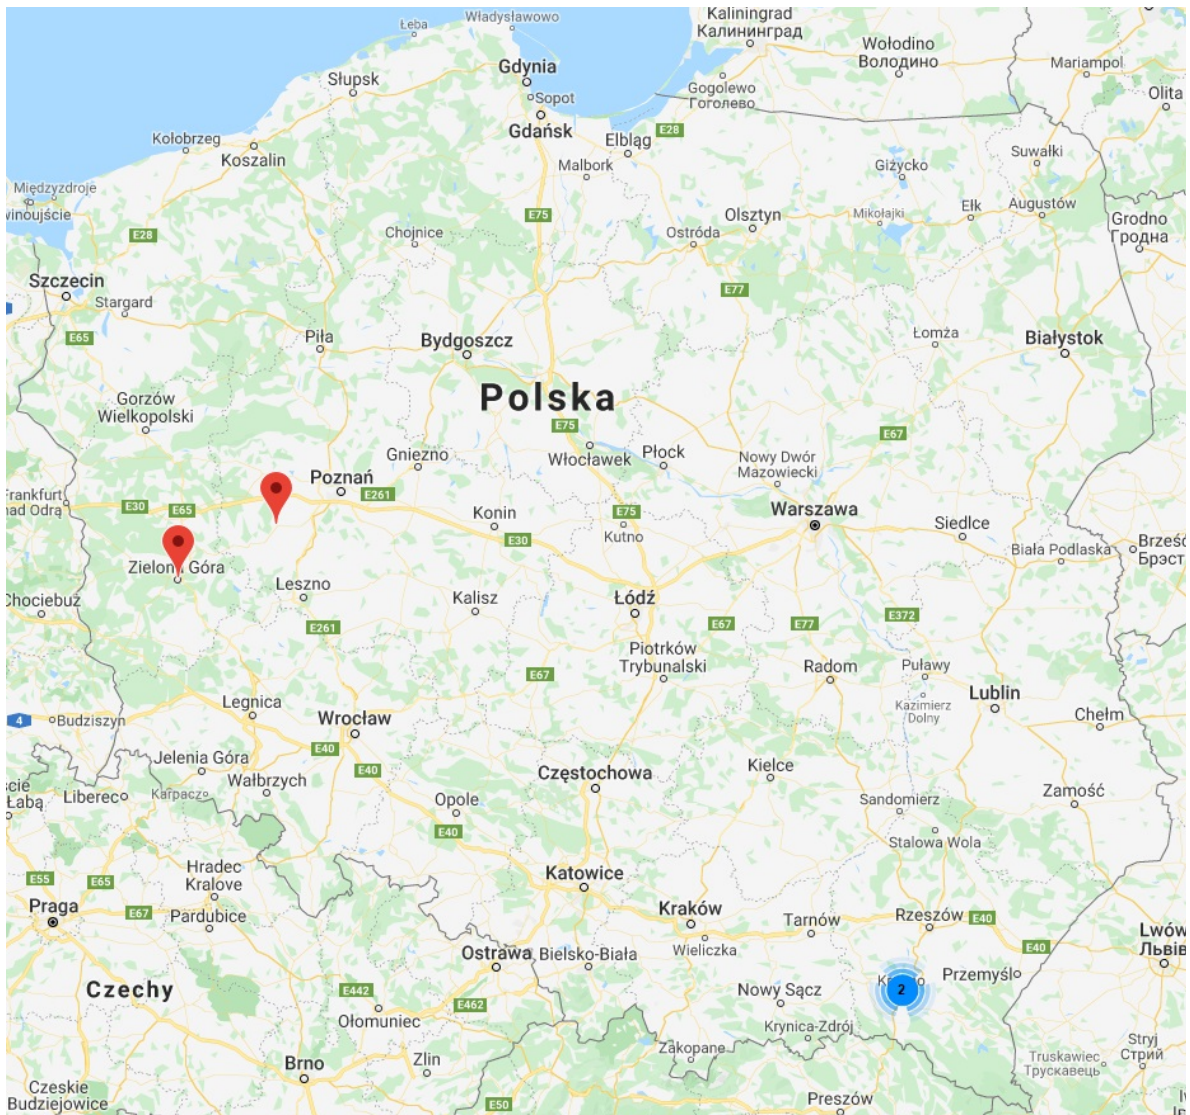 Władysławowo
Łeba
Kaliningrad
Калининград
Wołodino
Володино
Gdynia
Mariampol
Słupsk
Gogolewo
Гоголево
Sopot
Olita
Gdańsk
E28
Elbląg
Kołobrzeg
Koszalin
Malbork
Giżycko
Suwałki
Międzyzdroje
winoujście
Ełk
Augustów
E75
Olsztyn
Mikołajki
Grodno
Гродна
E28
Chojnice
Ostróda
Szczecin
E77
Stargard
E65
Piła
Bydgoszcz
Łomża
Białystok
Polska
Gorzów
Wielkopolski
E75
E67
Gniezno
Włocławek
Płock
Nowy Dwór
Mazowiecki
Poznań
E261
Frankfurt
nad Odrą
E30
E65
Konin
E75
Kutno
Warszawa
Siedlce
E30
Biała Podlaska
Brześć
Брэст
Zielona Góra
Leszno
Chociebuż
Kalisz
Łódź
E261
E67
E77
E372
Piotrków
Trybunalski
Radom
Puławy
E67
Legnica
Kazimierz
Dolny
Lublin
4
Budziszyn
Wrocław
Chełm
E40
Jelenia Góra
E40
Wałbrzych
Częstochowa
Kielce
ście
Łabą
Liberec
Karpacz
Opole
Sandomierz
Zamość
E40
Stalowa Wola
Hradec
Kralove
E55
E65
Katowice
Praga
E67
Pardubice
Kraków
Tarnów
Rzeszów
E40
Wieliczka
E40
Lwów
Львів
Ostrawa
Bielsko-Biała
Przemyśl
2
Czechy
E442
E462
Nowy Sącz
Ołomuniec
Krynica-Zdrój
Zakopane
Stryj
Стрий
Brno
Zlin
Truskawiec
Трускавець
Czeskie
Budziejowice
E50
Preszów